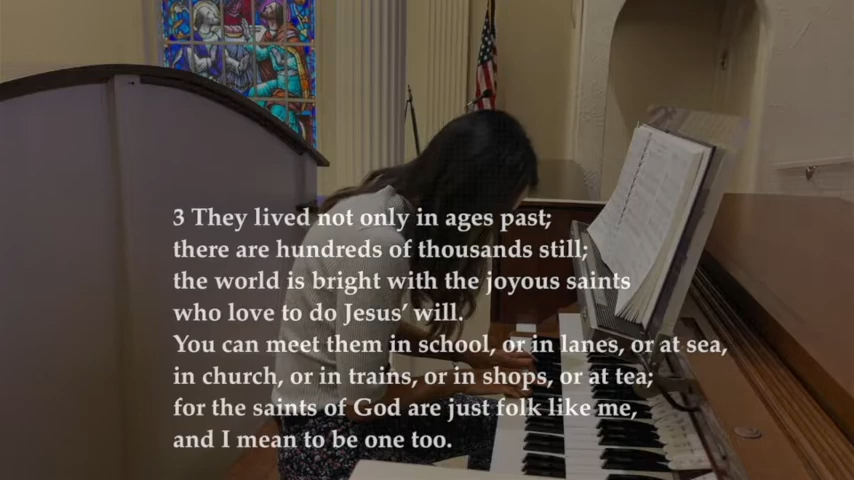 3 They lived not only in ages past;
there are hundreds of thousands still;
the world is bright with the joyous saints
who love to do Jesus’ will.
You can meet them in school, or in lanes, or at sea,
in church, or in trains, or in shops, or at tea;
for the saints of God are just folk like me,
and I mean to be one too.